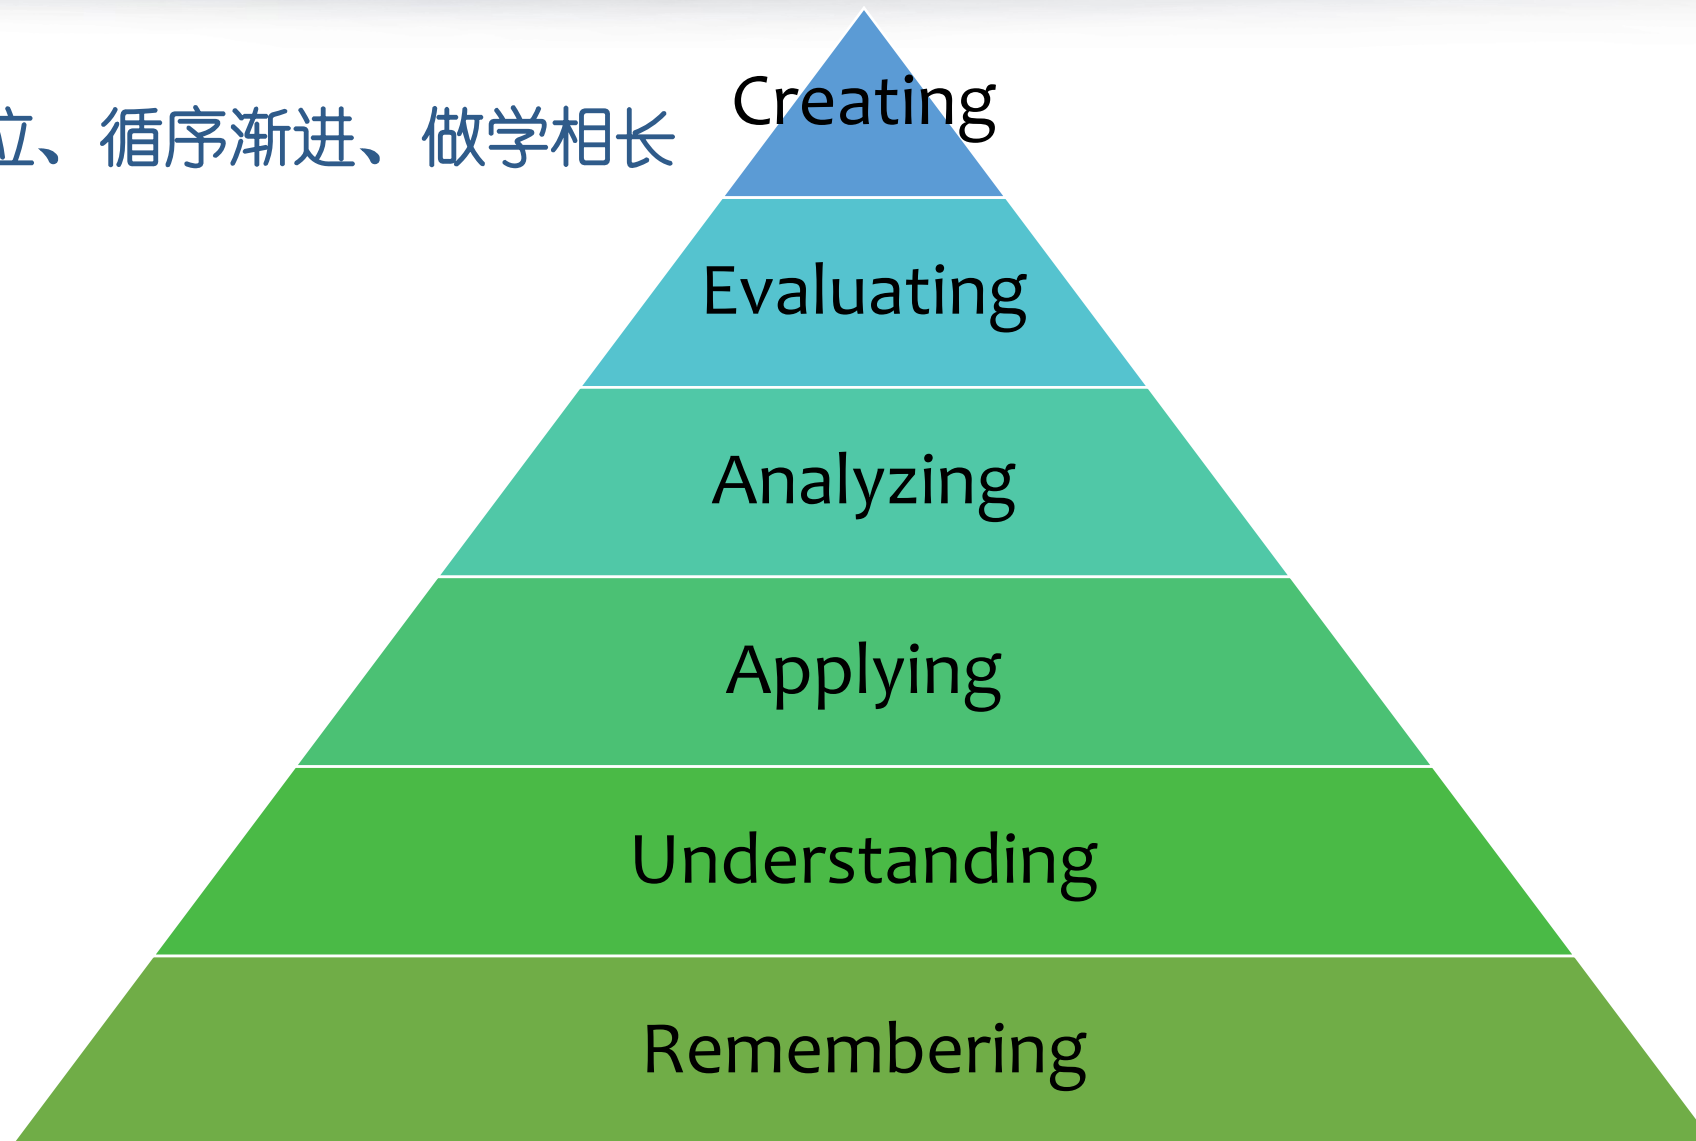 立、循序渐进、做学相长
Creating
Evaluating
Analyzing
Applying
Understanding
Remembering